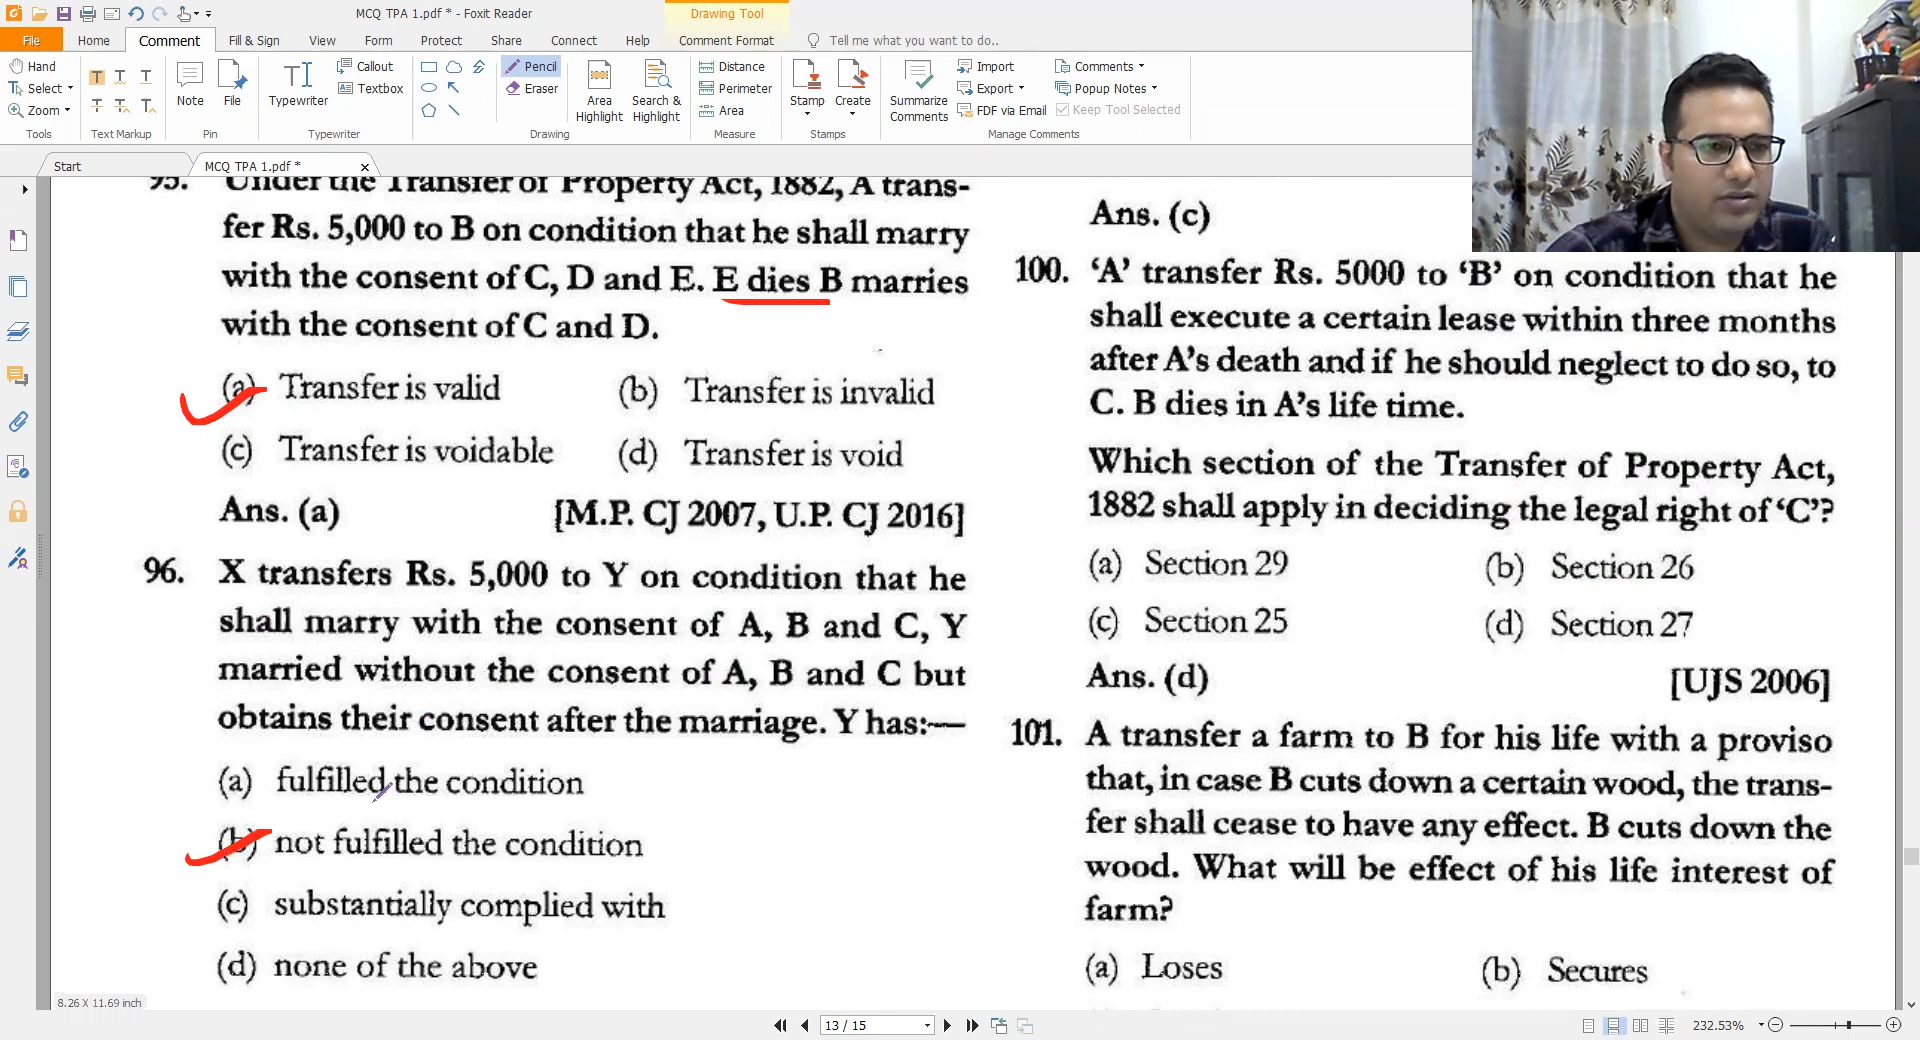 MCQ TPA 1.pdf * - Foxit Reader
Drawing Tool
File
Home
Comment
Fill & Sign
View
Form
Protect
Share
Connect
Help
Comment Format
Tell me what you want to do..
Hand
Select
Zoom
Tools
Text Markup
Note
File
Pin
Typewriter
Callout
Textbox
Typewriter
Pencil
Eraser
Area Highlight
Search & Highlight
Drawing
Distance
Perimeter
Area
Measure
Stamp
Create
Stamps
Summarize Comments
Import
Export
FDF via Email
Comments
Popup Notes
Keep Tool Selected
Manage Comments
Start
MCQ TPA 1.pdf *
95. Under the Transfer of Property Act, 1882, A trans-
fer Rs. 5,000 to B on condition that he shall marry
with the consent of C, D and E. E dies B marries
with the consent of C and D.
(a) Transfer is valid
(b) Transfer is invalid
(c) Transfer is voidable
(d) Transfer is void
Ans. (a) [M.P. CJ 2007, U.P. CJ 2016]
96. X transfers Rs. 5,000 to Y on condition that he
shall marry with the consent of A, B and C, Y
married without the consent of A, B and C but
obtains their consent after the marriage. Y has:—
(a) fulfilled the condition
(b) not fulfilled the condition
(c) substantially complied with
(d) none of the above
Ans. (c)
100. ‘A’ transfer Rs. 5000 to ‘B’ on condition that he
shall execute a certain lease within three months
after A’s death and if he should neglect to do so, to
C. B dies in A’s life time.
Which section of the Transfer of Property Act,
1882 shall apply in deciding the legal right of ‘C’?
(a) Section 29
(b) Section 26
(c) Section 25
(d) Section 27
Ans. (d) [UJS 2006]
101. A transfer a farm to B for his life with a proviso
that, in case B cuts down a certain wood, the trans-
fer shall cease to have any effect. B cuts down the
wood. What will be effect of his life interest of
farm?
(a) Loses
(b) Secures
8.26 X 11.69 inch
13 / 15
232.53%